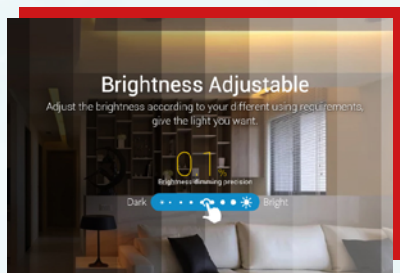 Brightness Adjustable
Adjust the brightness according to your different using requirements,
give the light you want.
0.1%
Brightness dimming precision
Dark Bright